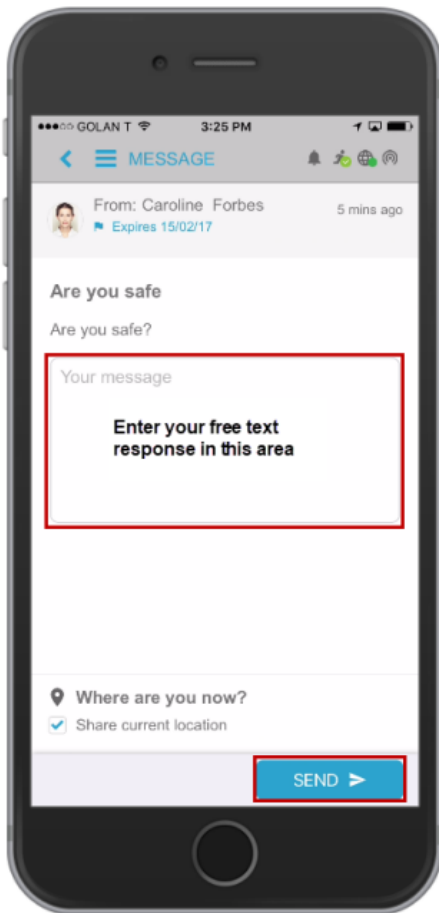 GOLAN T 3:25 PM
MESSAGE
From: Caroline Forbes 5 mins ago
Expires 15/02/17
Are you safe
Are you safe?
Your message
Enter your free text
response in this area
Where are you now?
Share current location
SEND